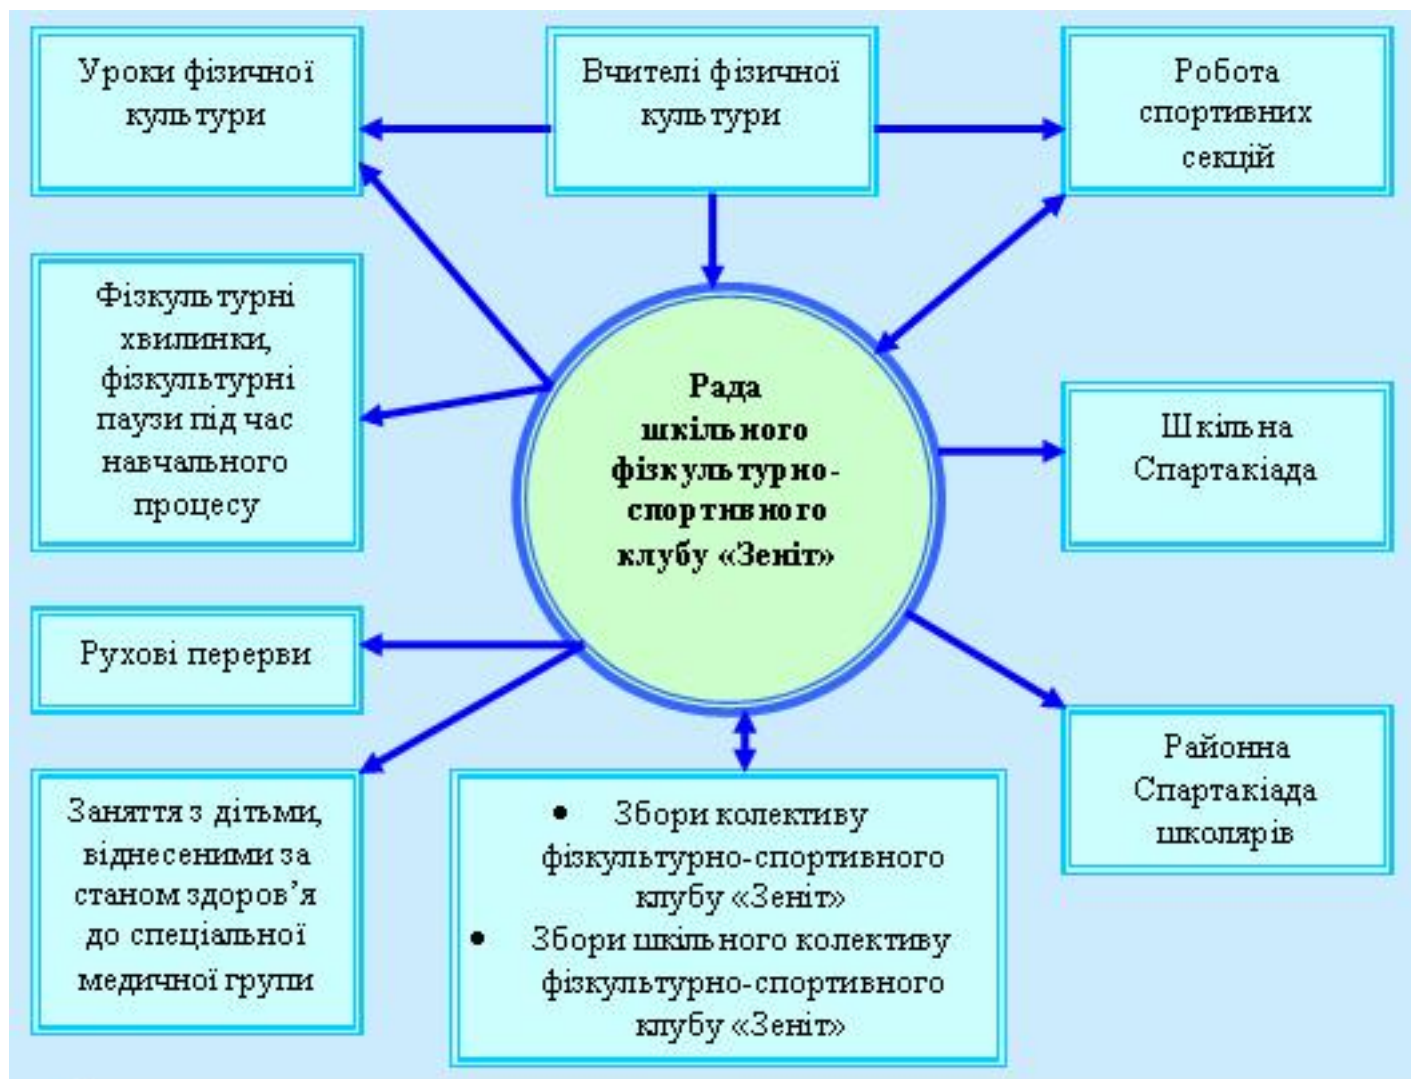 Уроки фізичної
культури
Вчителі фізичної
культури
Робота
спортивних
секцій
Фізкультурні
хвилинки,
фізкультурні
паузи під час
навчального
процесу
Рада
шкільного
фізкультурно-
спортивного
клубу «Зеніт»
Шкільна
Спартакіада
Рухові перерви
Районна
Спартакіада
школярів
Заняття з дітьми,
віднесеними за
станом здоров’я
до спеціальної
медичної групи
• Збори колективу
фізкультурно-спортивного
клубу «Зеніт»
• Збори шкільного колективу
фізкультурно-спортивного
клубу «Зеніт»